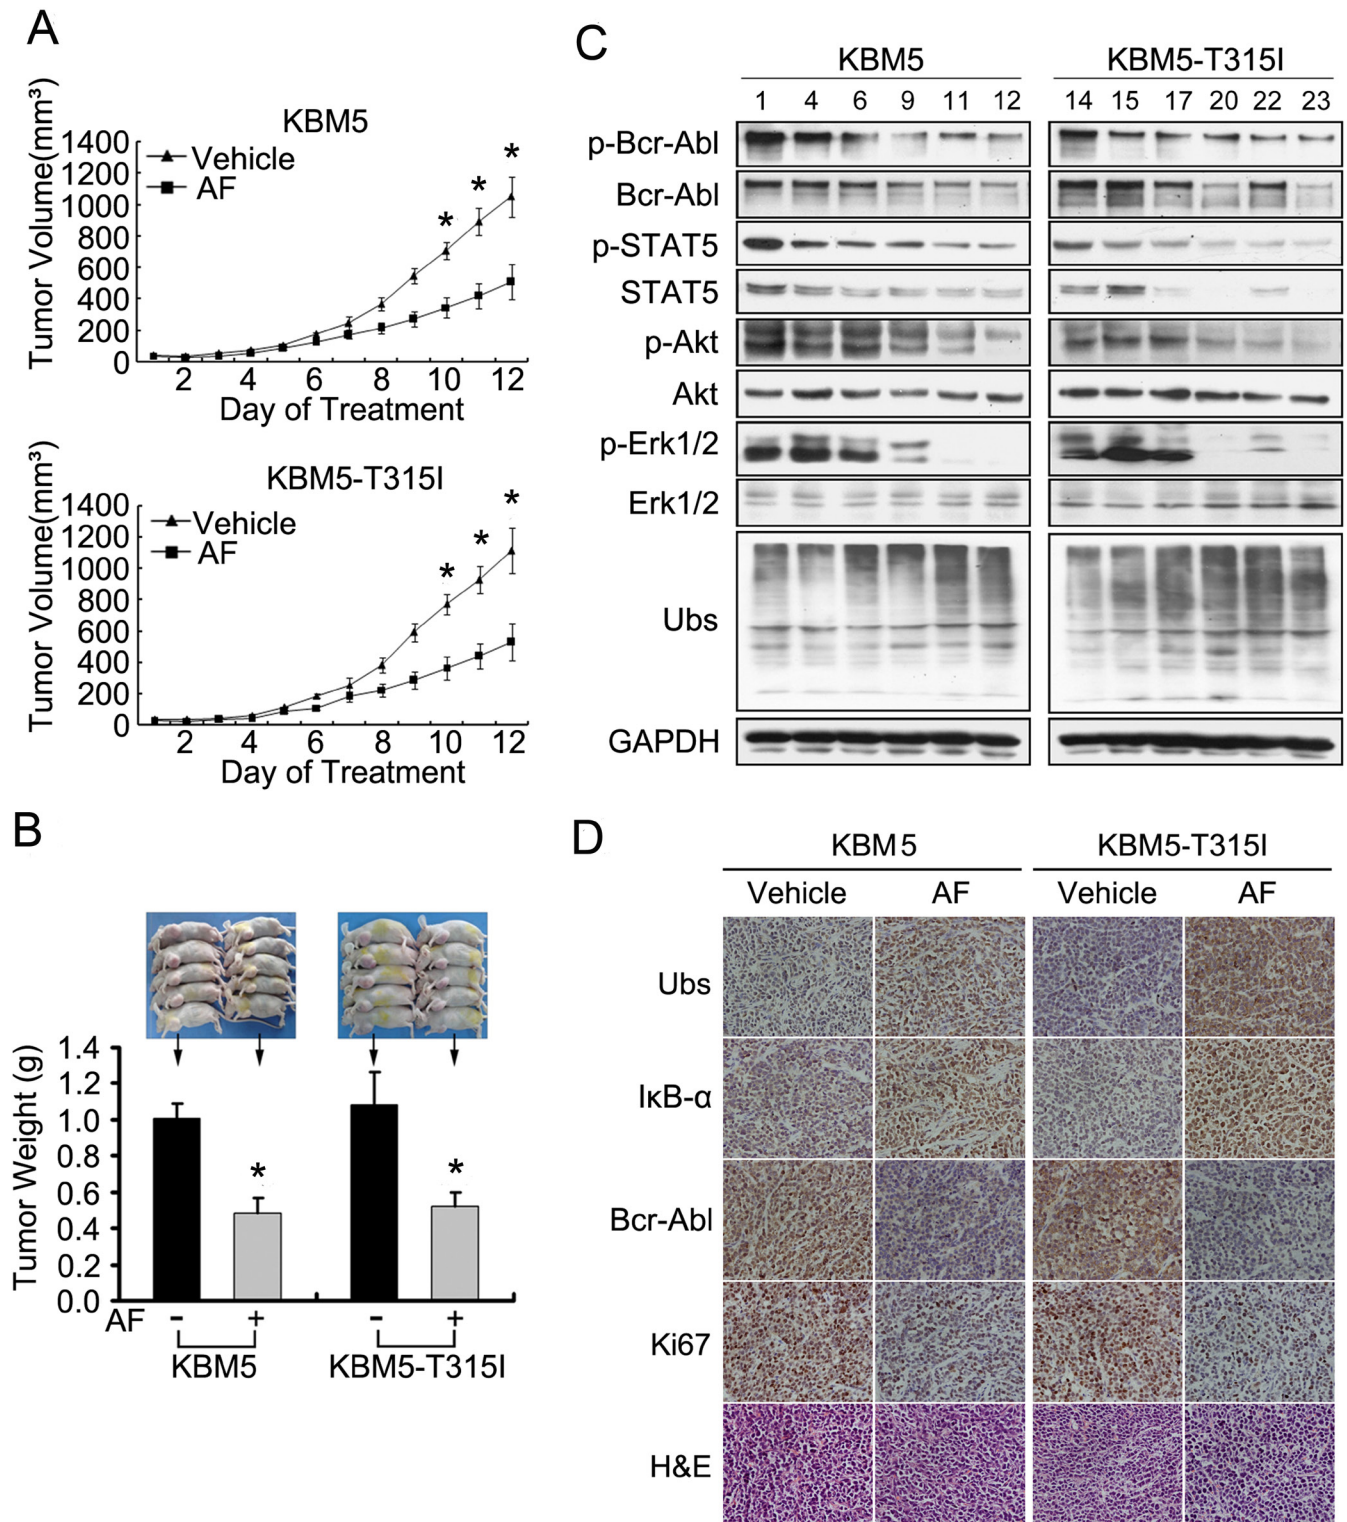 A
KBM5
Tumor Volume(mm³)
1400
1200
1000
800
600
400
200
0
Vehicle
AF
* * *
2 4 6 8 10 12
Day of Treatment
KBM5-T315I
Tumor Volume(mm³)
1400
1200
1000
800
600
400
200
0
Vehicle
AF
* * *
2 4 6 8 10 12
Day of Treatment
B
Tumor Weight (g)
1.4
1.2
1.0
0.8
0.6
0.4
0.2
0.0
* *
AF - + - +
KBM5 KBM5-T315I
C
KBM5 KBM5-T315I
1 4 6 9 11 12 14 15 17 20 22 23
p-Bcr-Abl
Bcr-Abl
p-STAT5
STAT5
p-Akt
Akt
p-Erk1/2
Erk1/2
Ubs
GAPDH
D
KBM5 KBM5-T315I
Vehicle AF Vehicle AF
Ubs
IκB-α
Bcr-Abl
Ki67
H&E